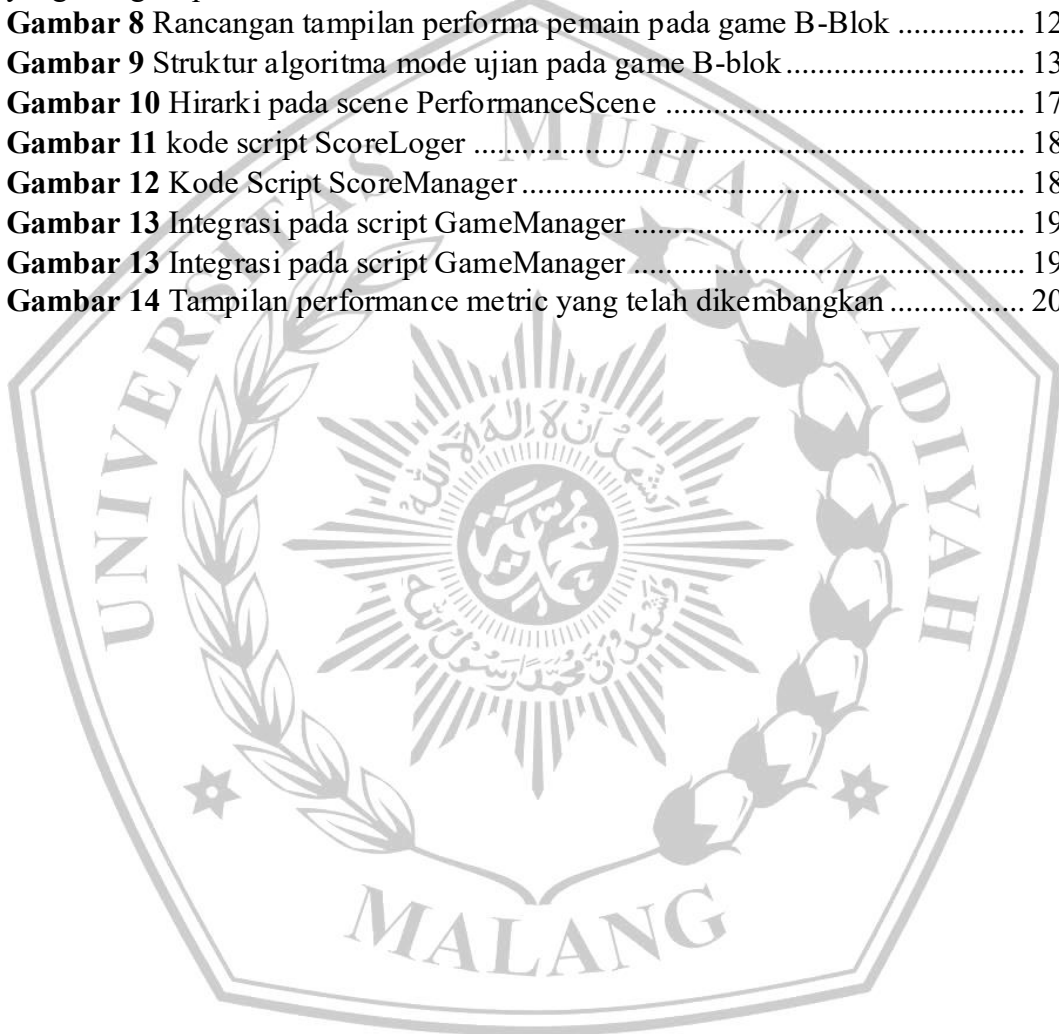 Gambar 8 Rancangan tampilan performa pemain pada game B-Blok ................ 12
Gambar 9 Struktur algoritma mode ujian pada game B-blok ................................ 13
Gambar 10 Hirarki pada scene PerformanceScene ............................................ 17
Gambar 11 kode script ScoreLoger .................................................................... 18
Gambar 12 Kode Script ScoreManager .............................................................. 18
Gambar 13 Integrasi pada script GameManager ................................................ 19
Gambar 13 Integrasi pada script GameManager ................................................ 19
Gambar 14 Tampilan performance metric yang telah dikembangkan ................ 20
UNIVERSITAS MUHAMMADIYAH
MALANG